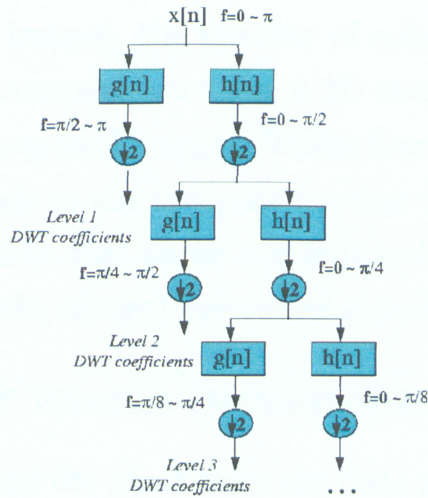 x[n] f=0 ~ π
g[n] h[n]
f=π/2 ~ π f=0 ~ π/2
↓2 ↓2
Level 1
DWT coefficients
g[n] h[n]
f=π/4 ~ π/2 f=0 ~ π/4
↓2 ↓2
Level 2
DWT coefficients
g[n] h[n]
f=π/8 ~ π/4 f=0 ~ π/8
↓2 ↓2
Level 3
DWT coefficients
...